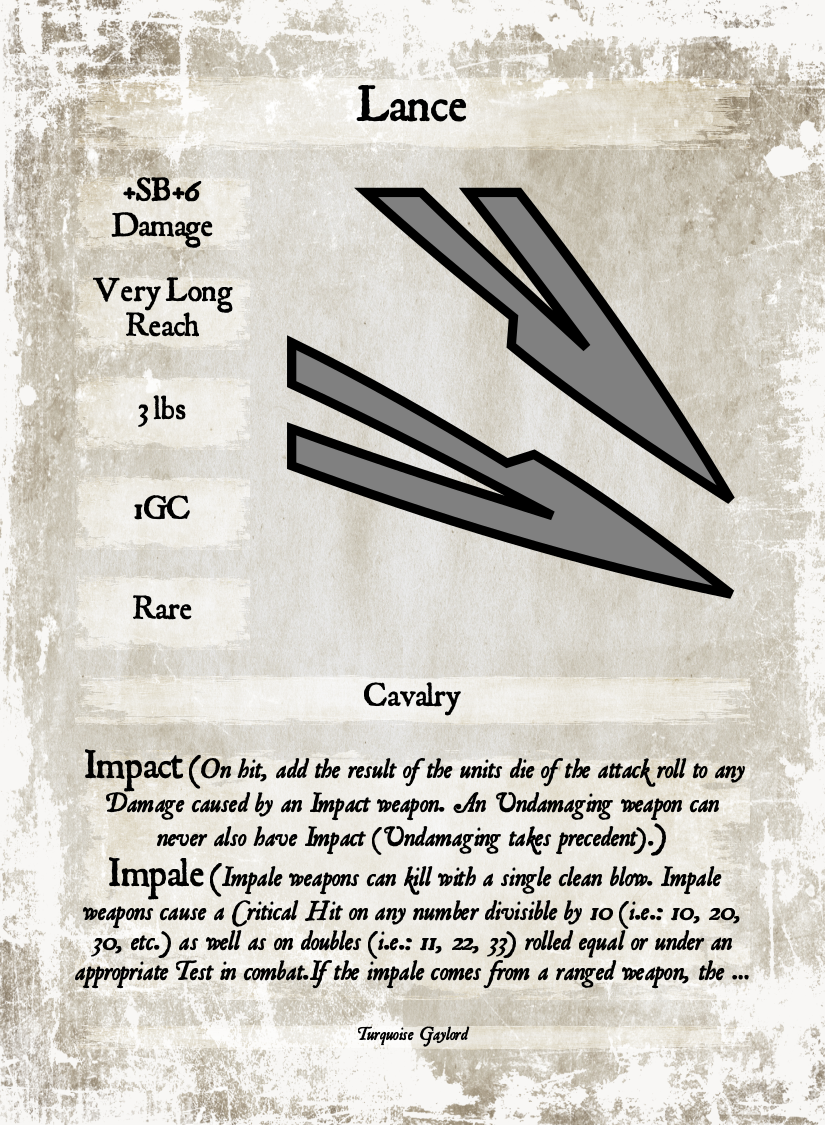 Lance
+SB+6
Damage
Very Long
Reach
3 lbs
1GC
Rare
Cavalry
Impact (On hit, add the result of the units die of the attack roll to any
Damage caused by an Impact weapon. An Undamaging weapon can
never also have Impact (Undamaging takes precedent).)
Impale (Impale weapons can kill with a single clean blow. Impale
weapons cause a Critical Hit on any number divisible by 10 (i.e.: 10, 20,
30, etc.) as well as on doubles (i.e.: 11, 22, 33) rolled equal or under an
appropriate Test in combat.If the impale comes from a ranged weapon, the ...
Turquoise Gaylord